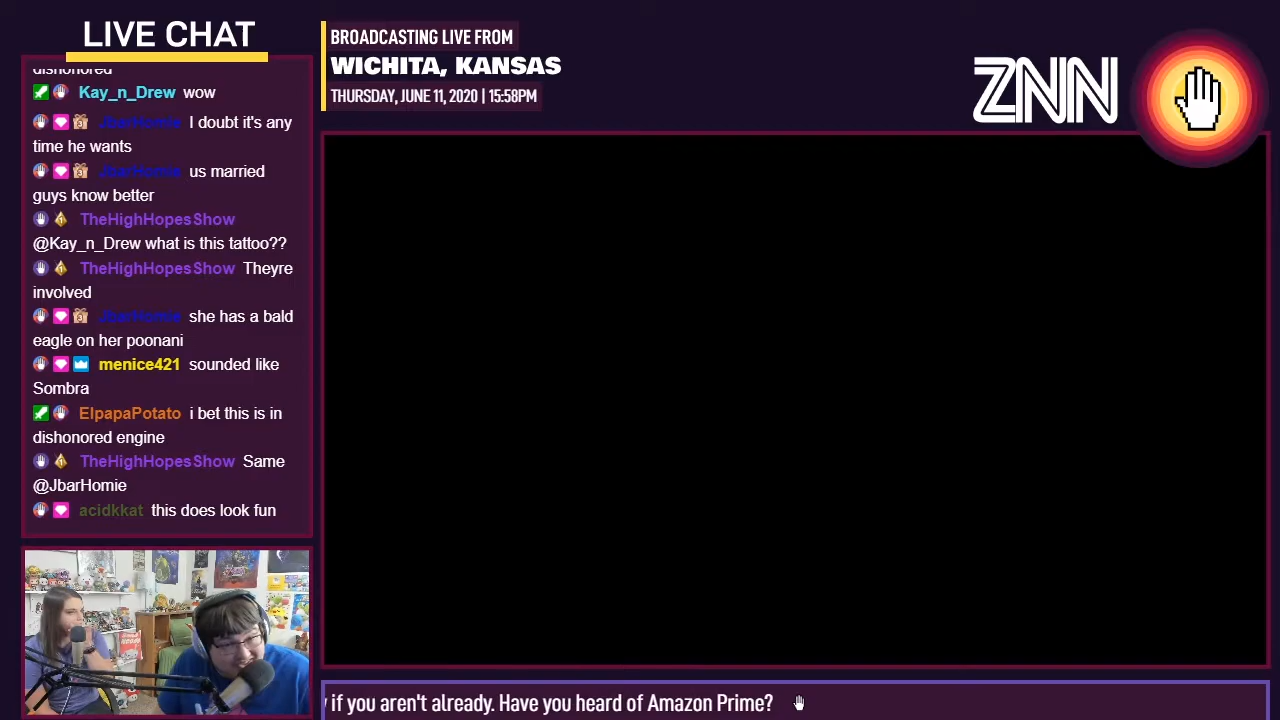 LIVE CHAT
dishonored
Kay_n_Drew wow
JbarHomie I doubt it's any
time he wants
JbarHomie us married
guys know better
TheHighHopesShow
@Kay_n_Drew what is this tattoo??
TheHighHopesShow Theyre
involved
JbarHomie she has a bald
eagle on her poonani
menice421 sounded like
Sombra
ElpapaPotato i bet this is in
dishonored engine
TheHighHopesShow Same
@JbarHomie
acidkkat this does look fun
BROADCASTING LIVE FROM
WICHITA, KANSAS
THURSDAY, JUNE 11, 2020 | 15:58PM
ZNN
if you aren't already. Have you heard of Amazon Prime?